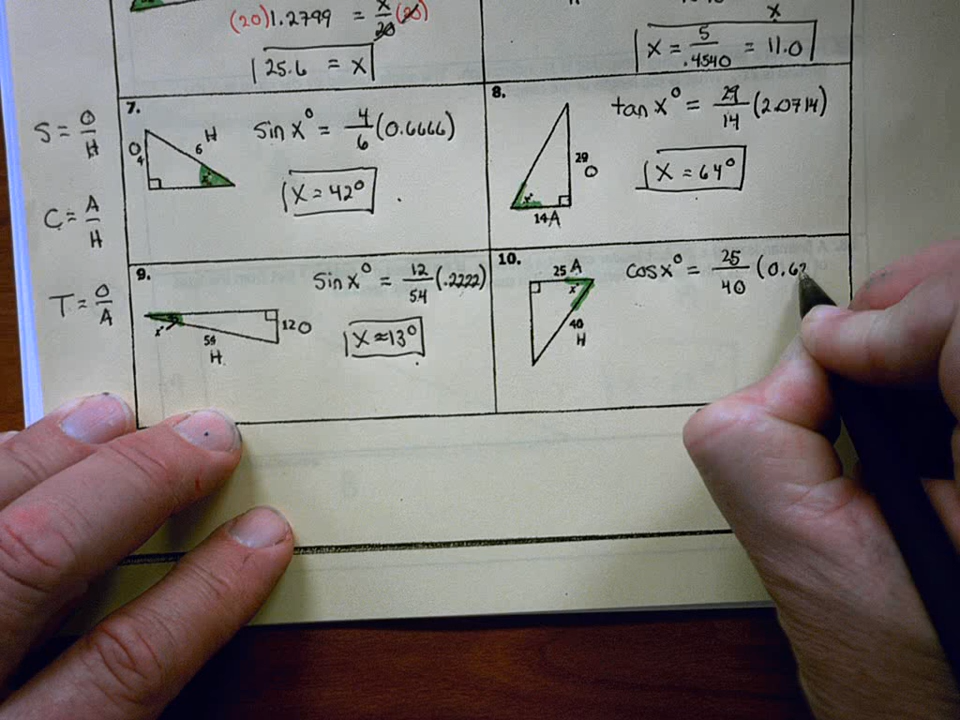 (20) 1.2799 = x/20 (20)
25.6 = x
x
x = 5/.4540 = 11.0
S = O/H
C = A/H
T = O/A
7.
O
4
6
H
x°
sin x° = 4/6 (0.6666)
x = 42°
8.
29
O
x°
14 A
tan x° = 29/14 (2.0714)
x = 64°
9.
x°
54
H
12 O
sin x° = 12/54 (.2222)
x ≈ 13°
10.
25 A
x°
40
H
cos x° = 25/40 (0.62